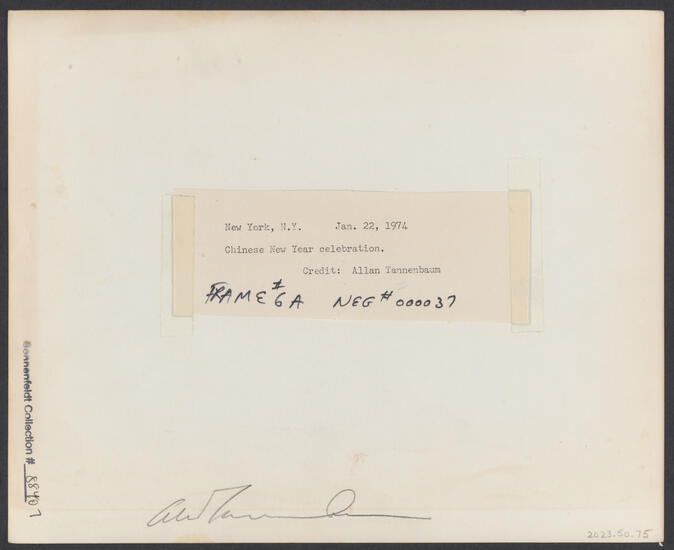 New York, N.Y. Jan. 22, 1974
Chinese New Year celebration.
Credit: Allan Tannenbaum
FRAME # 6A NEG # 000037
Sonnenfeldt Collection # 88407
2023.50.75